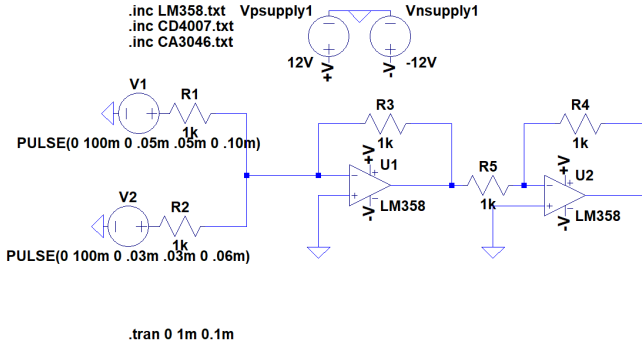 .inc LM358.txt
.inc CD4007.txt
.inc CA3046.txt
Vpsupply1
Vnsupply1
12V
-12V
+V
-V
V1
R1
1k
PULSE(0 100m 0 .05m .05m 0 .10m)
R3
1k
R4
1k
+V
U1
-V
LM358
R5
1k
+V
U2
-V
LM358
V2
R2
1k
PULSE(0 100m 0 .03m .03m 0 .06m)
.tran 0 1m 0.1m